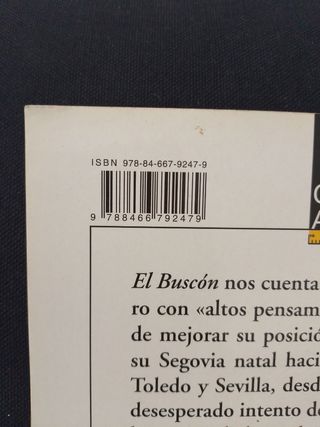 ISBN 978-84-667-9247-9
9 788466 792479
El Buscón nos cuenta
ro con «altos pensam
de mejorar su posició
su Segovia natal haci
Toledo y Sevilla, desd
desesperado intento de